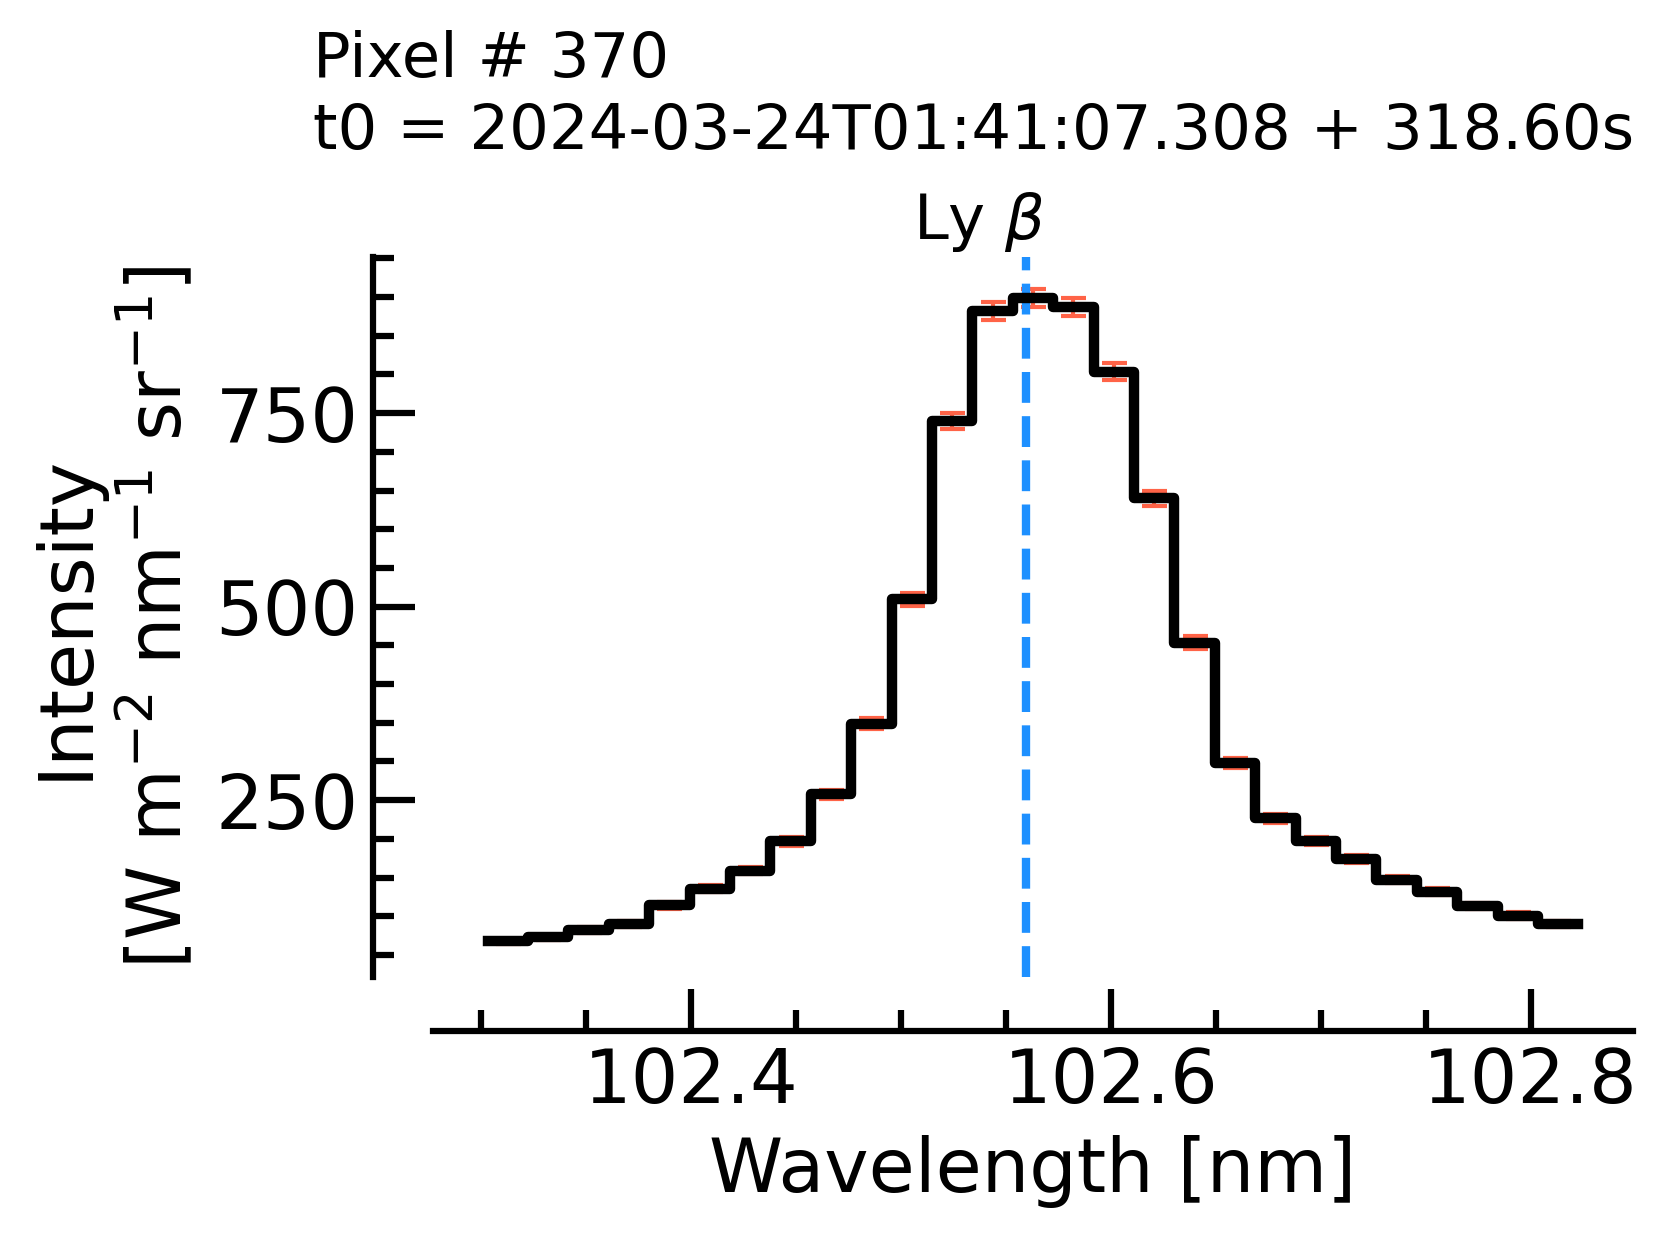 Pixel # 370
t0 = 2024-03-24T01:41:07.308 + 318.60s
Ly β
Intensity
[W m⁻² nm⁻¹ sr⁻¹]
750
500
250
102.4 102.6 102.8
Wavelength [nm]